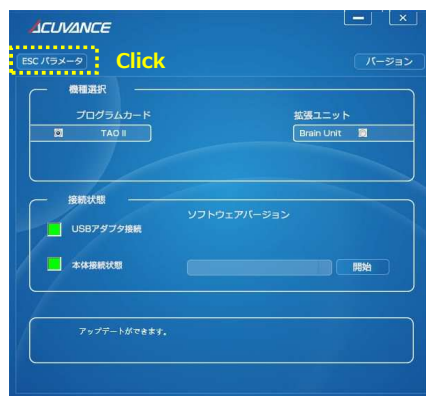 ACUVANCE
ESC パラメータ Click バージョン
機種選択
プログラムカード 拡張ユニット
TAO II Brain Unit
接続状態
ソフトウェアバージョン
USBアダプタ接続
本体接続状態 開始
アップデートができます。